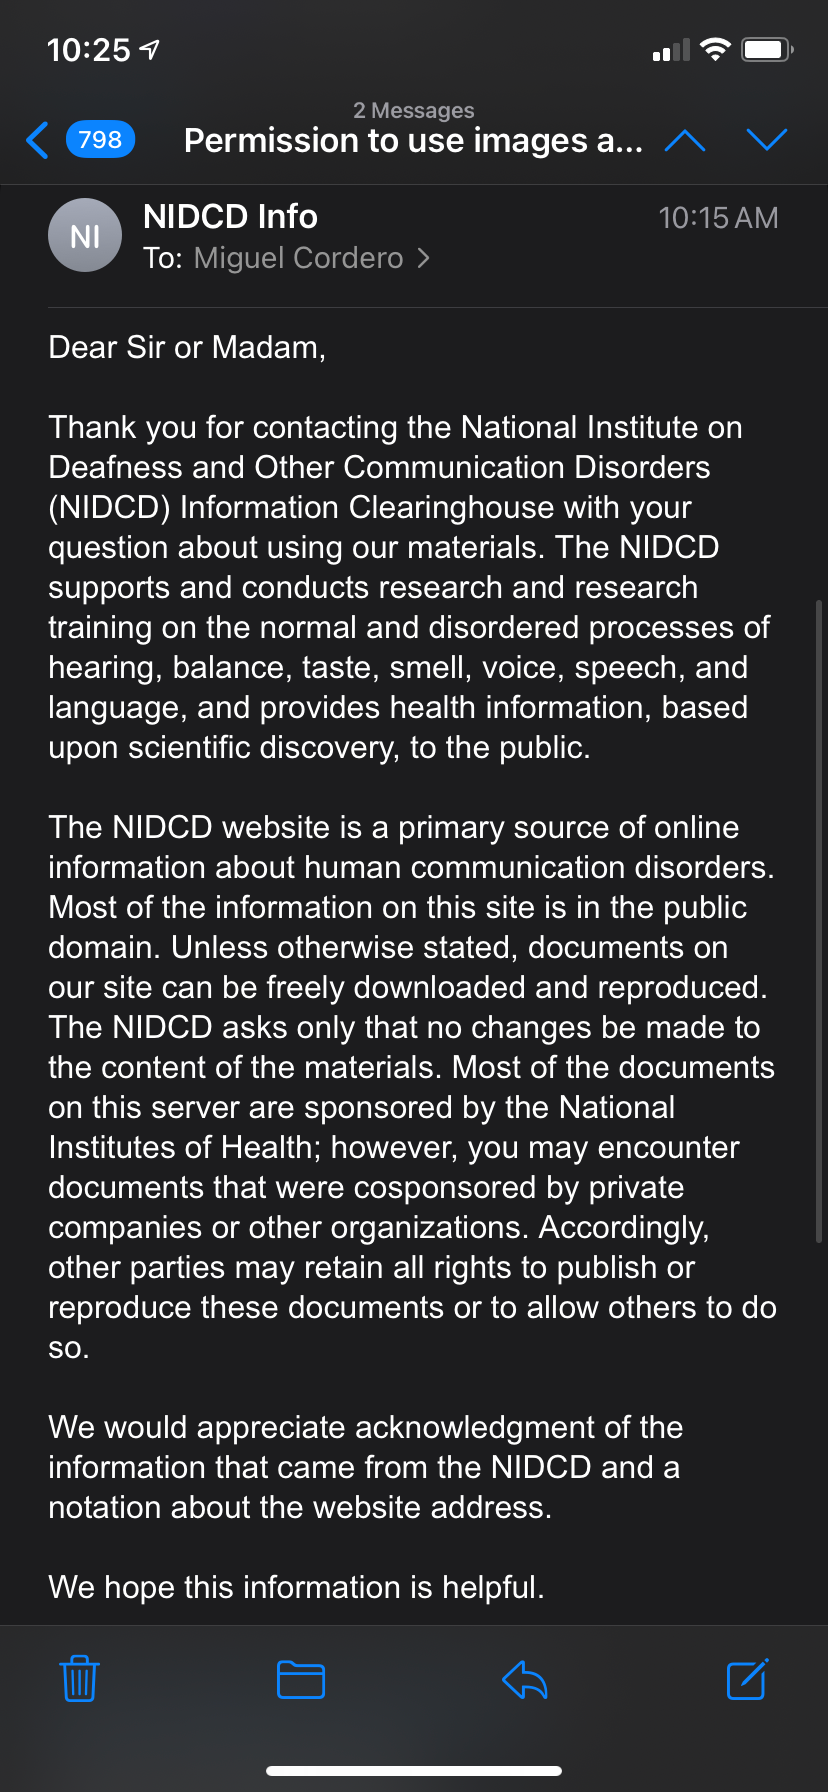 10:25
2 Messages
798
Permission to use images a...
NI
NIDCD Info
10:15 AM
To: Miguel Cordero
Dear Sir or Madam,
Thank you for contacting the National Institute on
Deafness and Other Communication Disorders
(NIDCD) Information Clearinghouse with your
question about using our materials. The NIDCD
supports and conducts research and research
training on the normal and disordered processes of
hearing, balance, taste, smell, voice, speech, and
language, and provides health information, based
upon scientific discovery, to the public.
The NIDCD website is a primary source of online
information about human communication disorders.
Most of the information on this site is in the public
domain. Unless otherwise stated, documents on
our site can be freely downloaded and reproduced.
The NIDCD asks only that no changes be made to
the content of the materials. Most of the documents
on this server are sponsored by the National
Institutes of Health; however, you may encounter
documents that were cosponsored by private
companies or other organizations. Accordingly,
other parties may retain all rights to publish or
reproduce these documents or to allow others to do
so.
We would appreciate acknowledgment of the
information that came from the NIDCD and a
notation about the website address.
We hope this information is helpful.